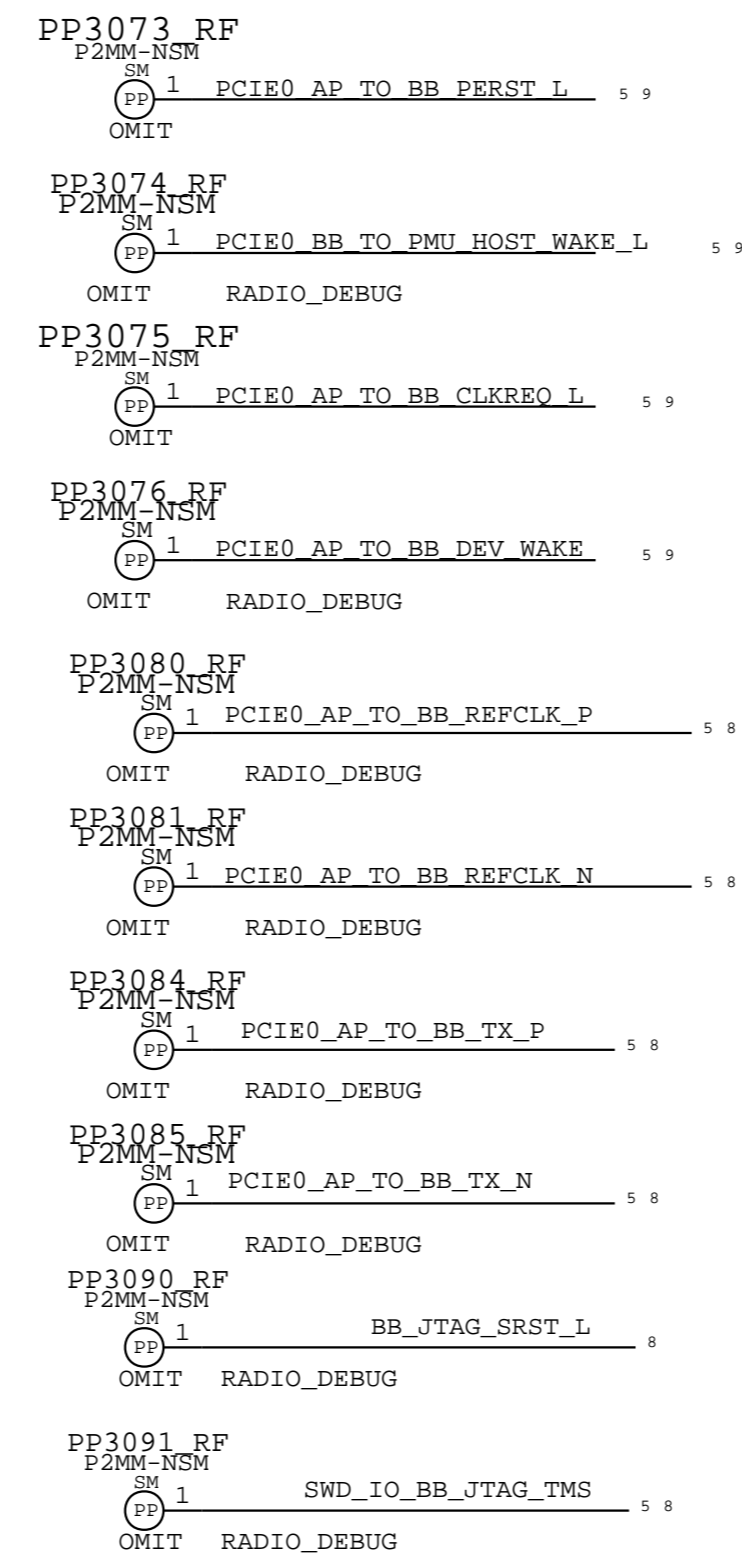 PP3073_RF
P2MM-NSM
SM
PP 1 PCIE0_AP_TO_BB_PERST_L 5 9
OMIT
PP3074_RF
P2MM-NSM
SM
PP 1 PCIE0_BB_TO_PMU_HOST_WAKE_L 5 9
OMIT RADIO_DEBUG
PP3075_RF
P2MM-NSM
SM
PP 1 PCIE0_AP_TO_BB_CLKREQ_L 5 9
OMIT
PP3076_RF
P2MM-NSM
SM
PP 1 PCIE0_AP_TO_BB_DEV_WAKE 5 9
OMIT RADIO_DEBUG
PP3080_RF
P2MM-NSM
SM
PP 1 PCIE0_AP_TO_BB_REFCLK_P 5 8
OMIT RADIO_DEBUG
PP3081_RF
P2MM-NSM
SM
PP 1 PCIE0_AP_TO_BB_REFCLK_N 5 8
OMIT RADIO_DEBUG
PP3084_RF
P2MM-NSM
SM
PP 1 PCIE0_AP_TO_BB_TX_P 5 8
OMIT RADIO_DEBUG
PP3085_RF
P2MM-NSM
SM
PP 1 PCIE0_AP_TO_BB_TX_N 5 8
OMIT RADIO_DEBUG
PP3090_RF
P2MM-NSM
SM
PP 1 BB_JTAG_SRST_L 8
OMIT RADIO_DEBUG
PP3091_RF
P2MM-NSM
SM
PP 1 SWD_IO_BB_JTAG_TMS 5 8
OMIT RADIO_DEBUG